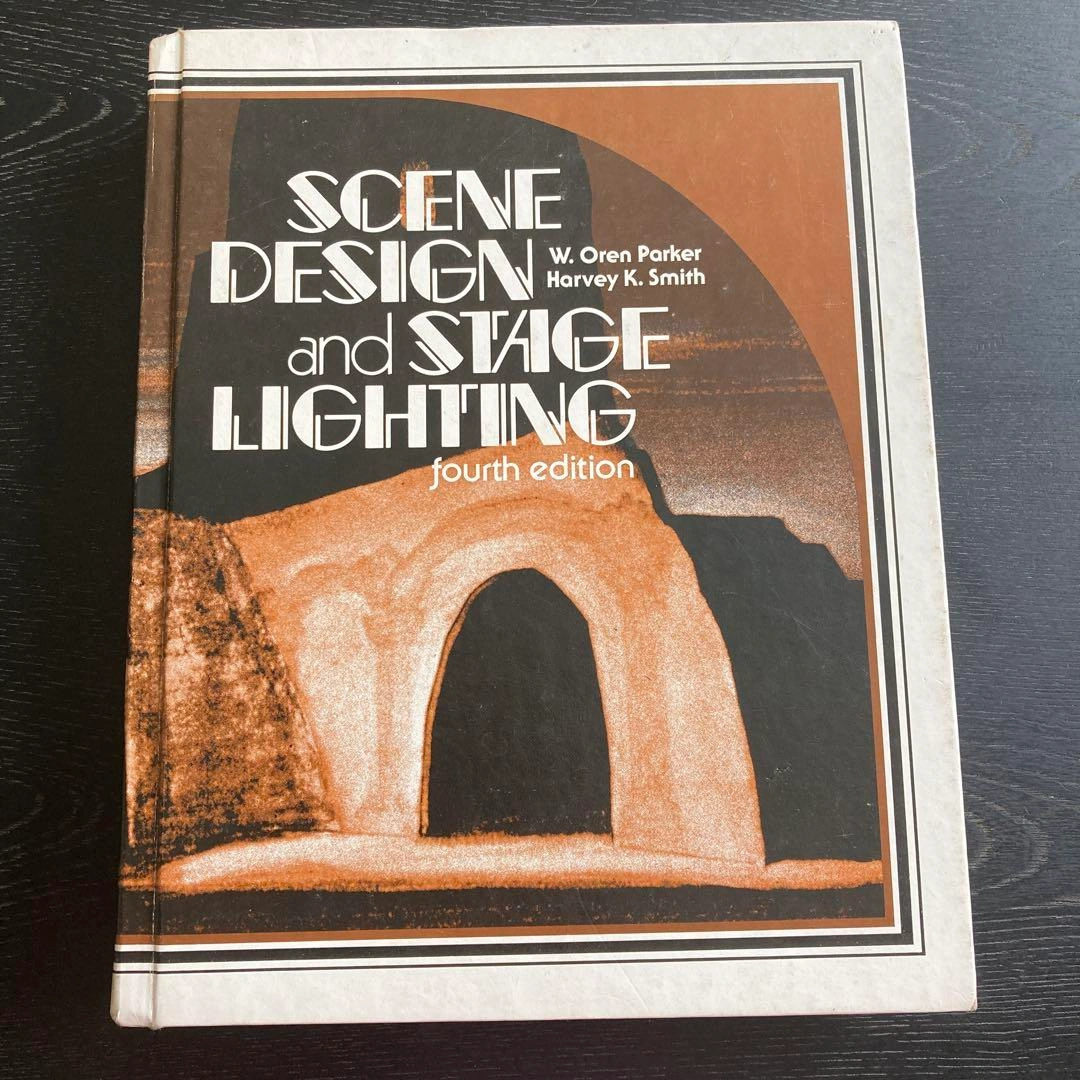 SCENE
DESIGN
W. Oren Parker
Harvey K. Smith
and STAGE
LIGHTING
fourth edition